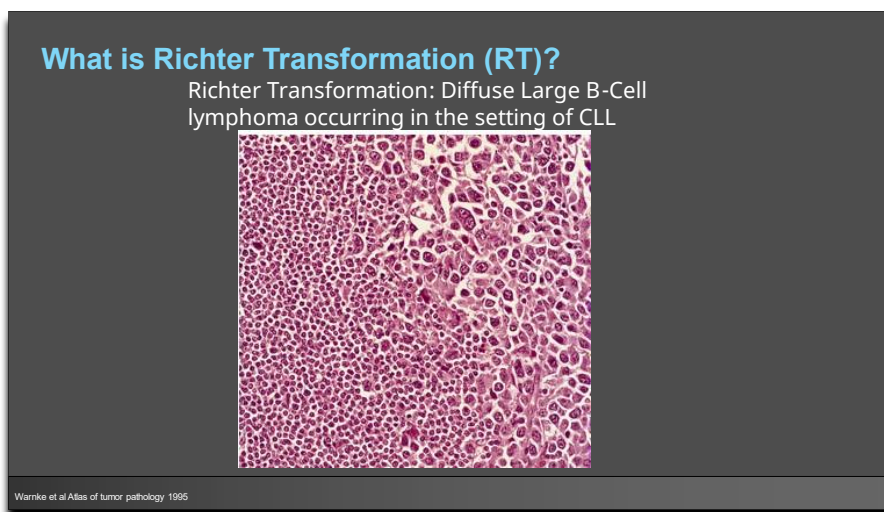 What is Richter Transformation (RT)?
Richter Transformation: Diffuse Large B-Cell
lymphoma occurring in the setting of CLL
Warnke et al Atlas of tumor pathology 1995